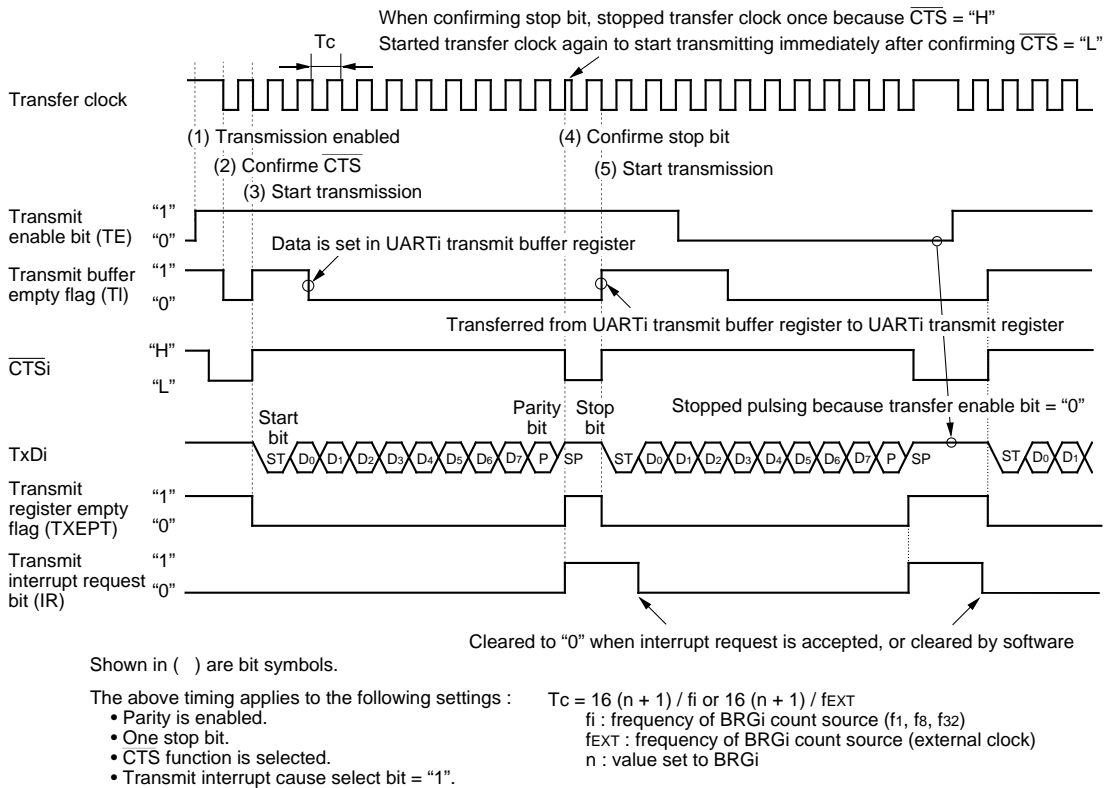 When confirming stop bit, stopped transfer clock once because CTS = “H”
Started transfer clock again to start transmitting immediately after confirming CTS = “L”
Tc
Transfer clock
(1) Transmission enabled
(2) Confirme CTS
(3) Start transmission
(4) Confirme stop bit
(5) Start transmission
Transmit enable bit (TE)
“1”
“0”
Data is set in UARTi transmit buffer register
Transmit buffer empty flag (TI)
“1”
“0”
Transferred from UARTi transmit buffer register to UARTi transmit register
CTSi
“H”
“L”
Stopped pulsing because transfer enable bit = “0”
Start bit
Parity bit
Stop bit
TxDi
ST D0 D1 D2 D3 D4 D5 D6 D7 P SP ST D0 D1 D2 D3 D4 D5 D6 D7 P SP ST D0 D1
Transmit register empty flag (TXEPT)
“1”
“0”
Transmit interrupt request bit (IR)
“1”
“0”
Cleared to “0” when interrupt request is accepted, or cleared by software
Shown in ( ) are bit symbols.
The above timing applies to the following settings :
• Parity is enabled.
• One stop bit.
• CTS function is selected.
• Transmit interrupt cause select bit = “1”.
Tc = 16 (n + 1) / fi or 16 (n + 1) / fEXT
fi : frequency of BRGi count source (f1, f8, f32)
fEXT : frequency of BRGi count source (external clock)
n : value set to BRGi